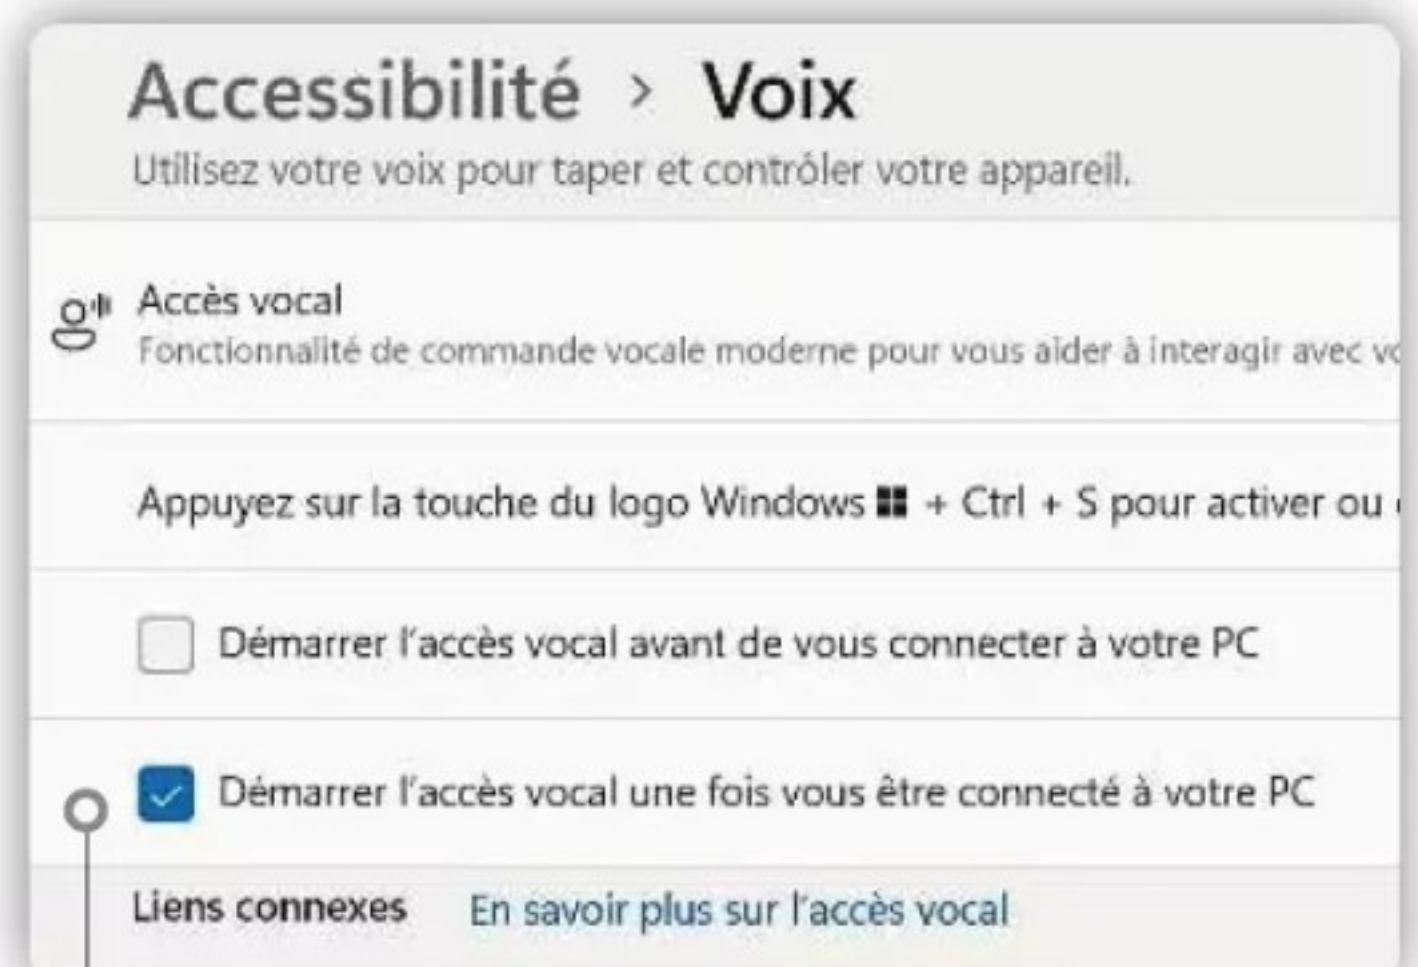 Accessibilité > Voix
Utilisez votre voix pour taper et contrôler votre appareil.
Accès vocal
Fonctionnalité de commande vocale moderne pour vous aider à interagir avec
Appuyez sur la touche du logo Windows + Ctrl + S pour activer ou
Démarrer l'accès vocal avant de vous connecter à votre PC
Démarrer l'accès vocal une fois vous être connecté à votre PC
Liens connexes En savoir plus sur l'accès vocal